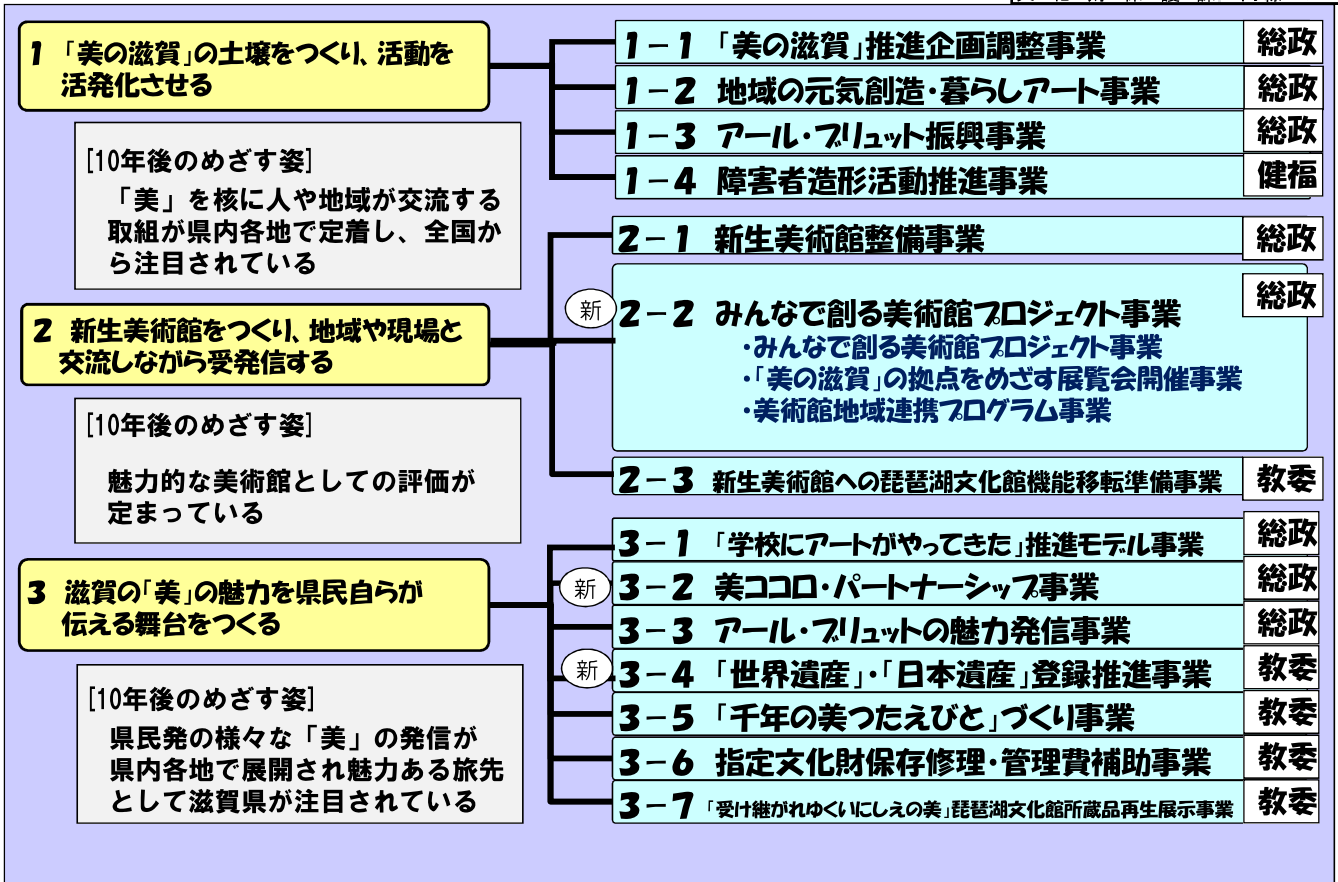 1 「美の滋賀」の土壌をつくり、活動を
活発化させる
[10年後のめざす姿]
「美」を核に人や地域が交流する
取組が県内各地で定着し、全国か
ら注目されている
1-1 「美の滋賀」推進企画調整事業 総政
1-2 地域の元気創造・暮らしアート事業 総政
1-3 アール・ブリュット振興事業 総政
1-4 障害者造形活動推進事業 健福
2 新生美術館をつくり、地域や現場と
交流しながら受発信する
[10年後のめざす姿]
魅力的な美術館としての評価が
定まっている
2-1 新生美術館整備事業 総政
新 2-2 みんなで創る美術館プロジェクト事業 総政
・みんなで創る美術館プロジェクト事業
・「美の滋賀」の拠点をめざす展覧会開催事業
・美術館地域連携プログラム事業
2-3 新生美術館への琵琶湖文化館機能移転準備事業 教委
3 滋賀の「美」の魅力を県民自らが
伝える舞台をつくる
[10年後のめざす姿]
県民発の様々な「美」の発信が
県内各地で展開され魅力ある旅先
として滋賀県が注目されている
3-1 「学校にアートがやってきた」推進モデル事業 総政
新 3-2 美ココロ・パートナーシップ事業 総政
3-3 アール・ブリュットの魅力発信事業 総政
新 3-4 「世界遺産」・「日本遺産」登録推進事業 教委
3-5 「千年の美つたえびと」づくり事業 教委
3-6 指定文化財保存修理・管理費補助事業 教委
3-7 「受け継がれゆくいにしえの美」琵琶湖文化館所蔵品再生展示事業 教委